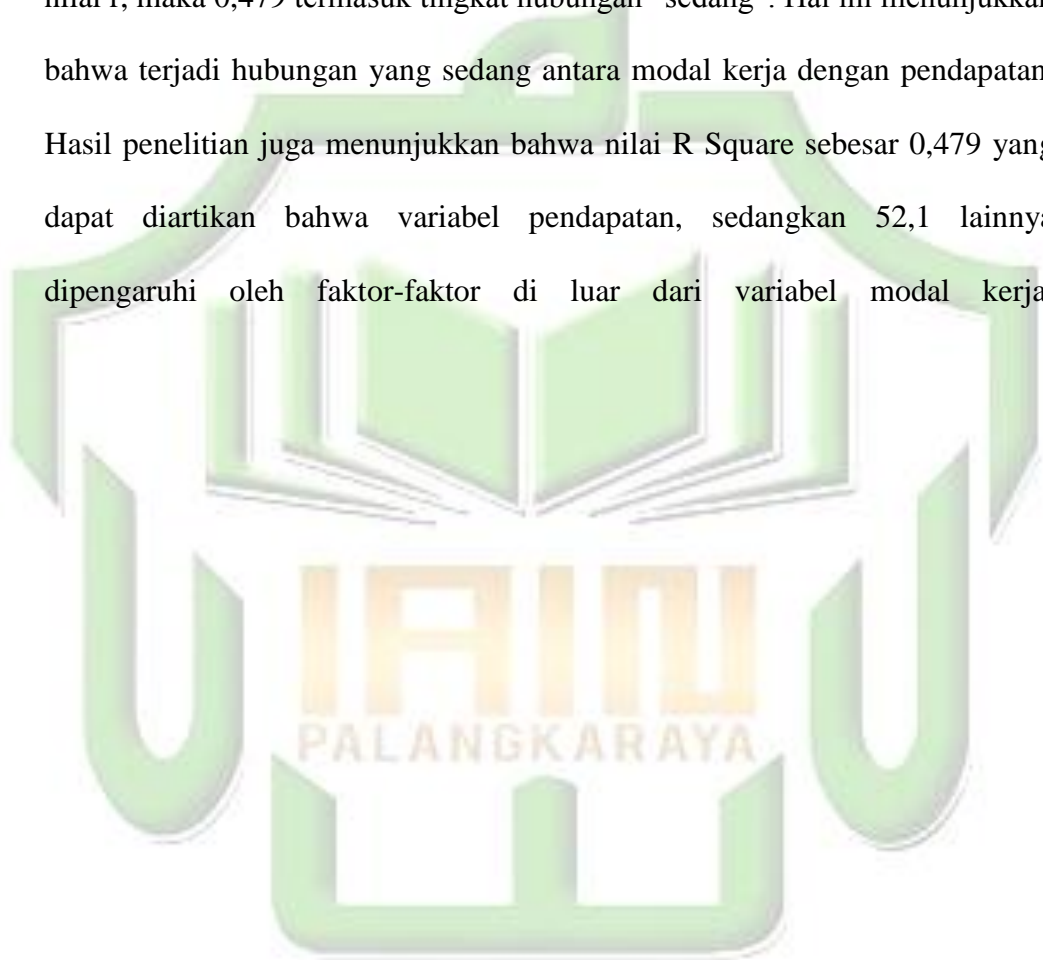 nilai r, maka 0,479 termasuk tingkat hubungan "sedang". Hal ini menunjukkan
bahwa terjadi hubungan yang sedang antara modal kerja dengan pendapatan
Hasil penelitian juga menunjukkan bahwa nilai R Square sebesar 0,479 yang
dapat diartikan bahwa variabel pendapatan, sedangkan 52,1 lainnya
dipengaruhi oleh faktor-faktor di luar dari variabel modal kerja
IAIN
PALANGKARAYA